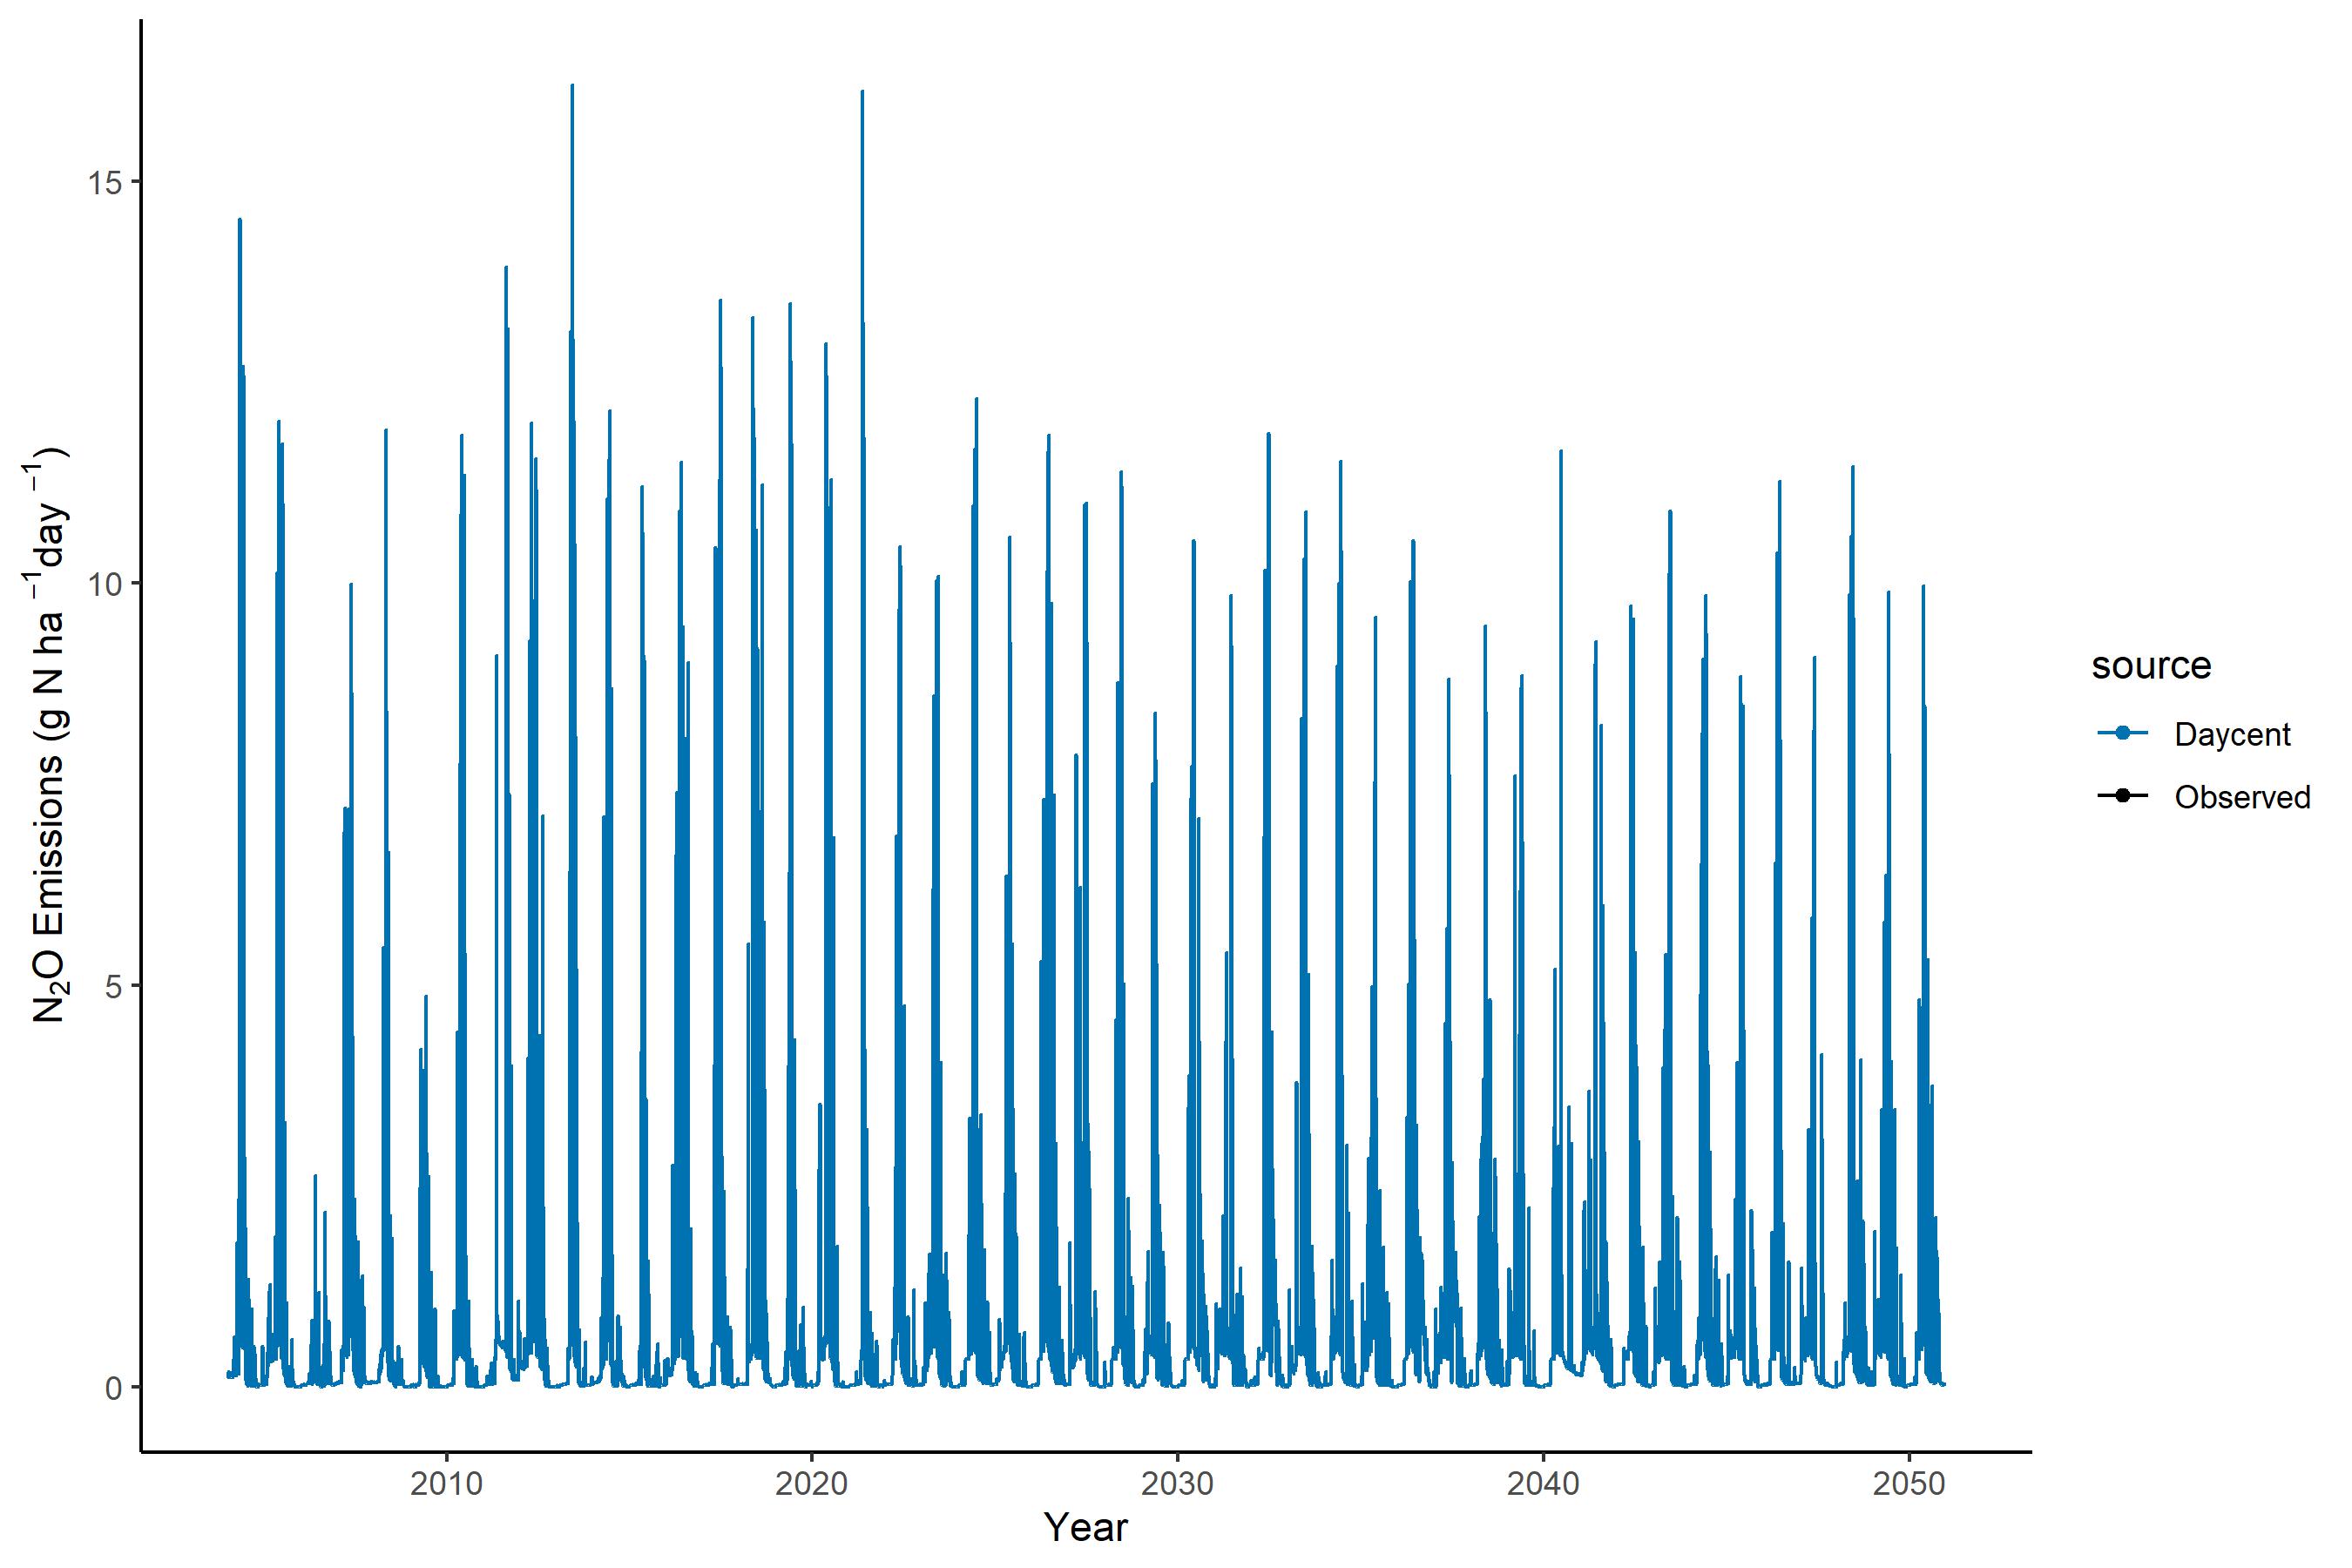 N₂O Emissions (g N ha ⁻¹day ⁻¹)
15
10
5
0
2010 2020 2030 2040 2050
Year
source
Daycent
Observed